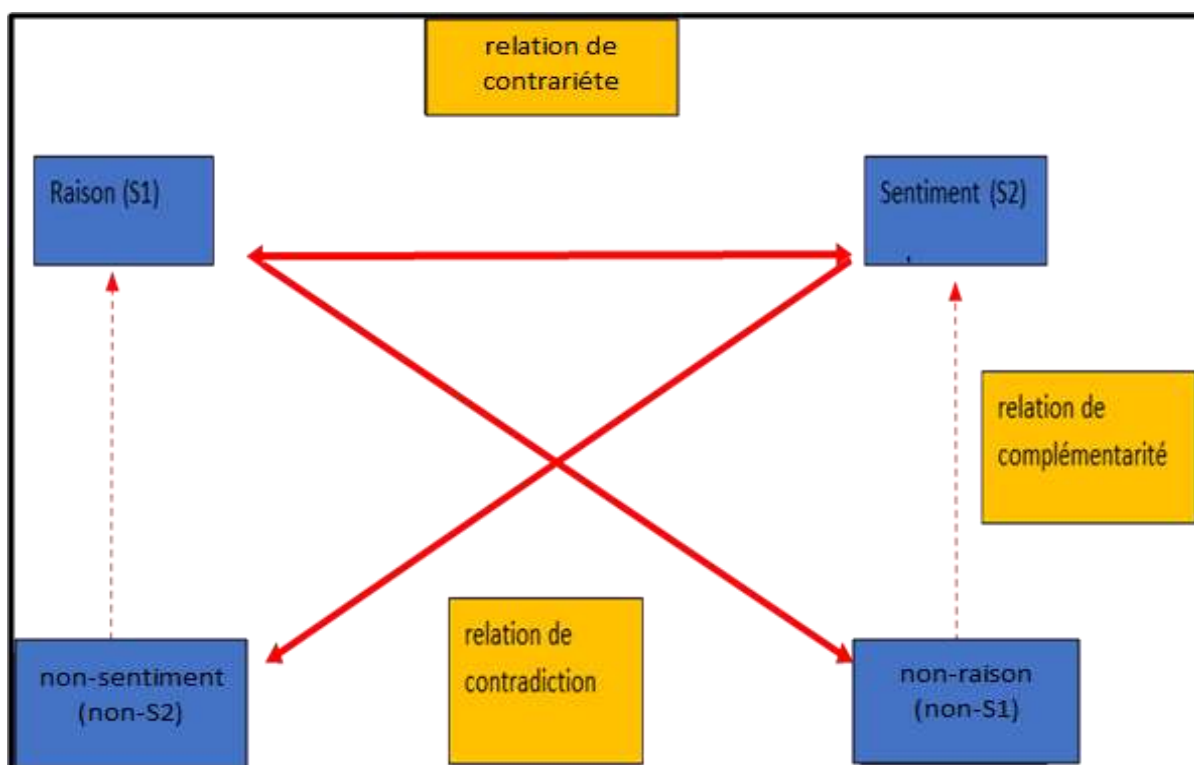 relation de
contrariéte
Raison (S1)
Sentiment (S2)
relation de
complémentarité
relation de
contradiction
non-sentiment
(non-S2)
non-raison
(non-S1)